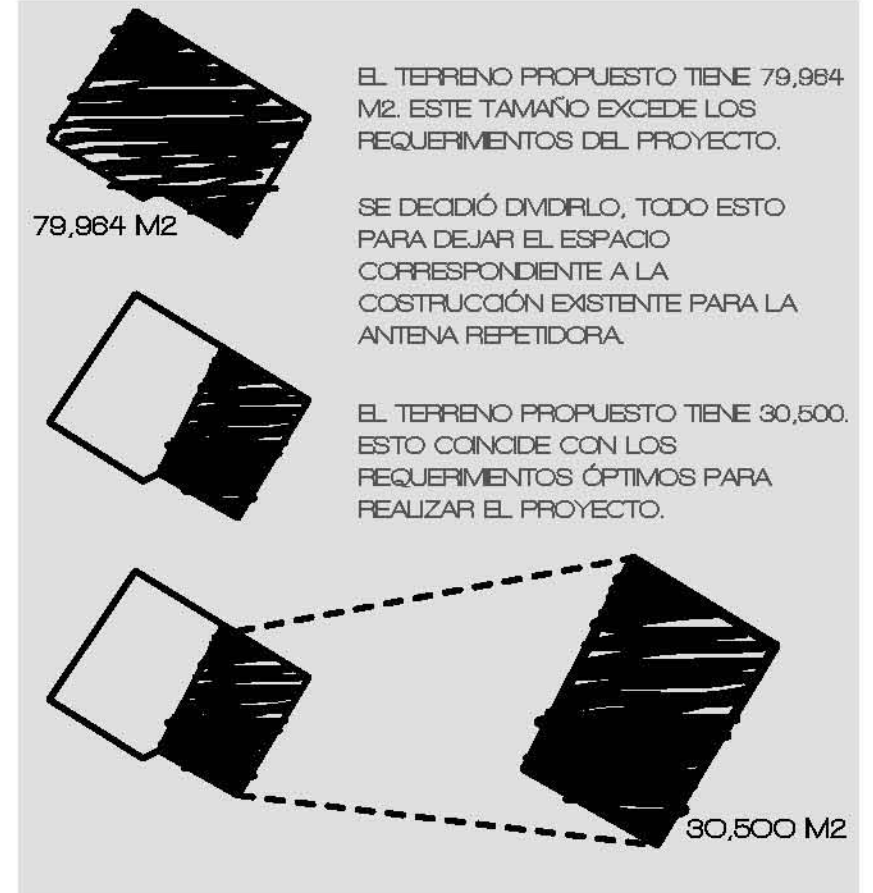 EL TERRENO PROPUESTO TIENE 79,964
M2. ESTE TAMAÑO EXCEDE LOS
REQUERIMIENTOS DEL PROYECTO.
79,964 M2
SE DECIDIÓ DIVIDIRLO, TODO ESTO
PARA DEJAR EL ESPACIO
CORRESPONDIENTE A LA
COSTRUCCIÓN EXISTENTE PARA LA
ANTENA REPETIDORA.
EL TERRENO PROPUESTO TIENE 30,500.
ESTO COINCIDE CON LOS
REQUERIMIENTOS ÓPTIMOS PARA
REALIZAR EL PROYECTO.
30,500 M2